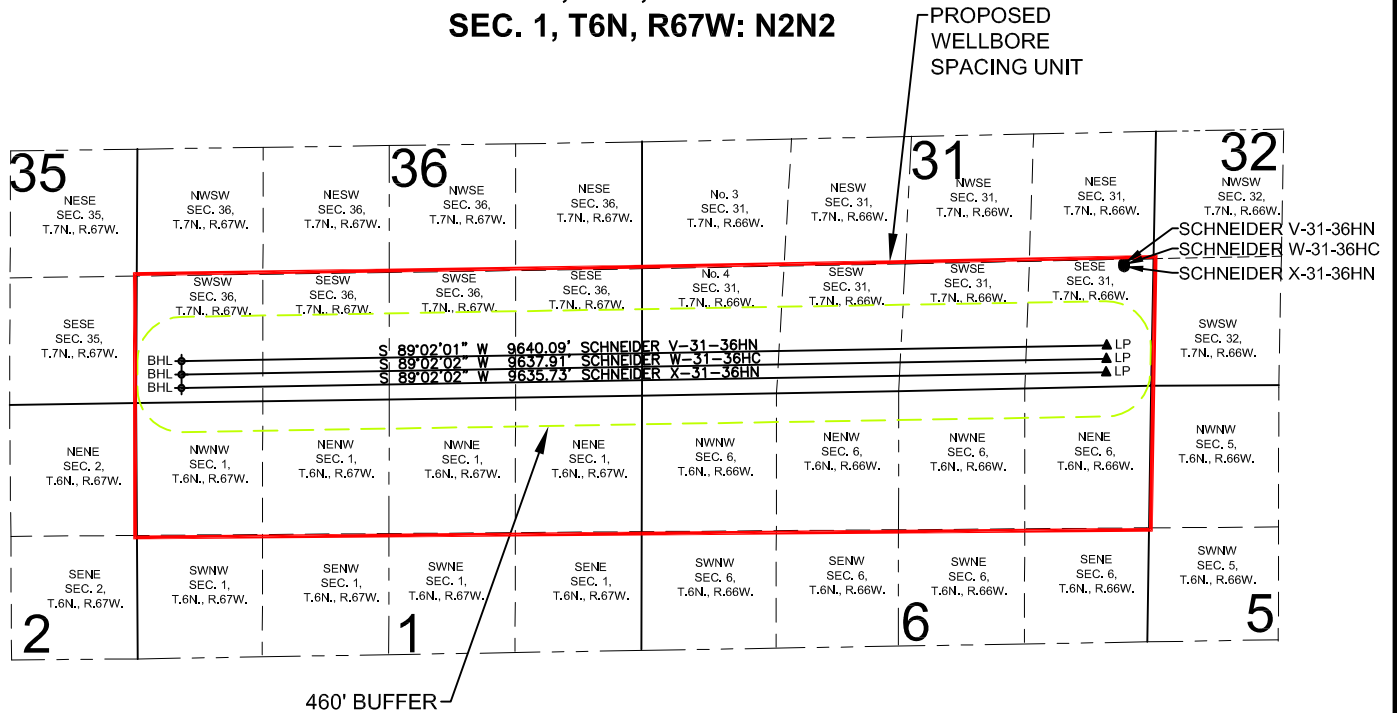 SEC. 1, T6N, R67W: N2N2
PROPOSED
WELLBORE
SPACING UNIT
35
36
31
32
NESE
SEC. 35,
T.7N., R.67W.
NWSW
SEC. 36,
T.7N., R.67W.
NESW
SEC. 36,
T.7N., R.67W.
NWSE
SEC. 36,
T.7N., R.67W.
NESE
SEC. 36,
T.7N., R.67W.
No. 3
SEC. 31,
T.7N., R.66W.
NESW
SEC. 31,
T.7N., R.66W.
NWSE
SEC. 31,
T.7N., R.66W.
NESE
SEC. 31,
T.7N., R.66W.
NWSW
SEC. 32,
T.7N., R.66W.
SCHNEIDER V-31-36HN
SCHNEIDER W-31-36HC
SCHNEIDER X-31-36HN
SESE
SEC. 35,
T.7N., R.67W.
SWSW
SEC. 36,
T.7N., R.67W.
SESW
SEC. 36,
T.7N., R.67W.
SWSE
SEC. 36,
T.7N., R.67W.
SESE
SEC. 36,
T.7N., R.67W.
No. 4
SEC. 31,
T.7N., R.66W.
SESW
SEC. 31,
T.7N., R.66W.
SWSE
SEC. 31,
T.7N., R.66W.
SESE
SEC. 31,
T.7N., R.66W.
SWSW
SEC. 32,
T.7N., R.66W.
BHL S 89°02'01" W 9640.09' SCHNEIDER V-31-36HN LP
BHL S 89°02'02" W 9637.91' SCHNEIDER W-31-36HC LP
BHL S 89°02'02" W 9635.73' SCHNEIDER X-31-36HN LP
NENE
SEC. 2,
T.6N., R.67W.
NWNW
SEC. 1,
T.6N., R.67W.
NENW
SEC. 1,
T.6N., R.67W.
NWNE
SEC. 1,
T.6N., R.67W.
NENE
SEC. 1,
T.6N., R.67W.
NWNW
SEC. 6,
T.6N., R.66W.
NENW
SEC. 6,
T.6N., R.66W.
NWNE
SEC. 6,
T.6N., R.66W.
NENE
SEC. 6,
T.6N., R.66W.
NWNW
SEC. 5,
T.6N., R.66W.
SENE
SEC. 2,
T.6N., R.67W.
SWNW
SEC. 1,
T.6N., R.67W.
SENW
SEC. 1,
T.6N., R.67W.
SWNE
SEC. 1,
T.6N., R.67W.
SENE
SEC. 1,
T.6N., R.67W.
SWNW
SEC. 6,
T.6N., R.66W.
SENW
SEC. 6,
T.6N., R.66W.
SWNE
SEC. 6,
T.6N., R.66W.
SENE
SEC. 6,
T.6N., R.66W.
SWNW
SEC. 5,
T.6N., R.66W.
2
1
6
5
460' BUFFER